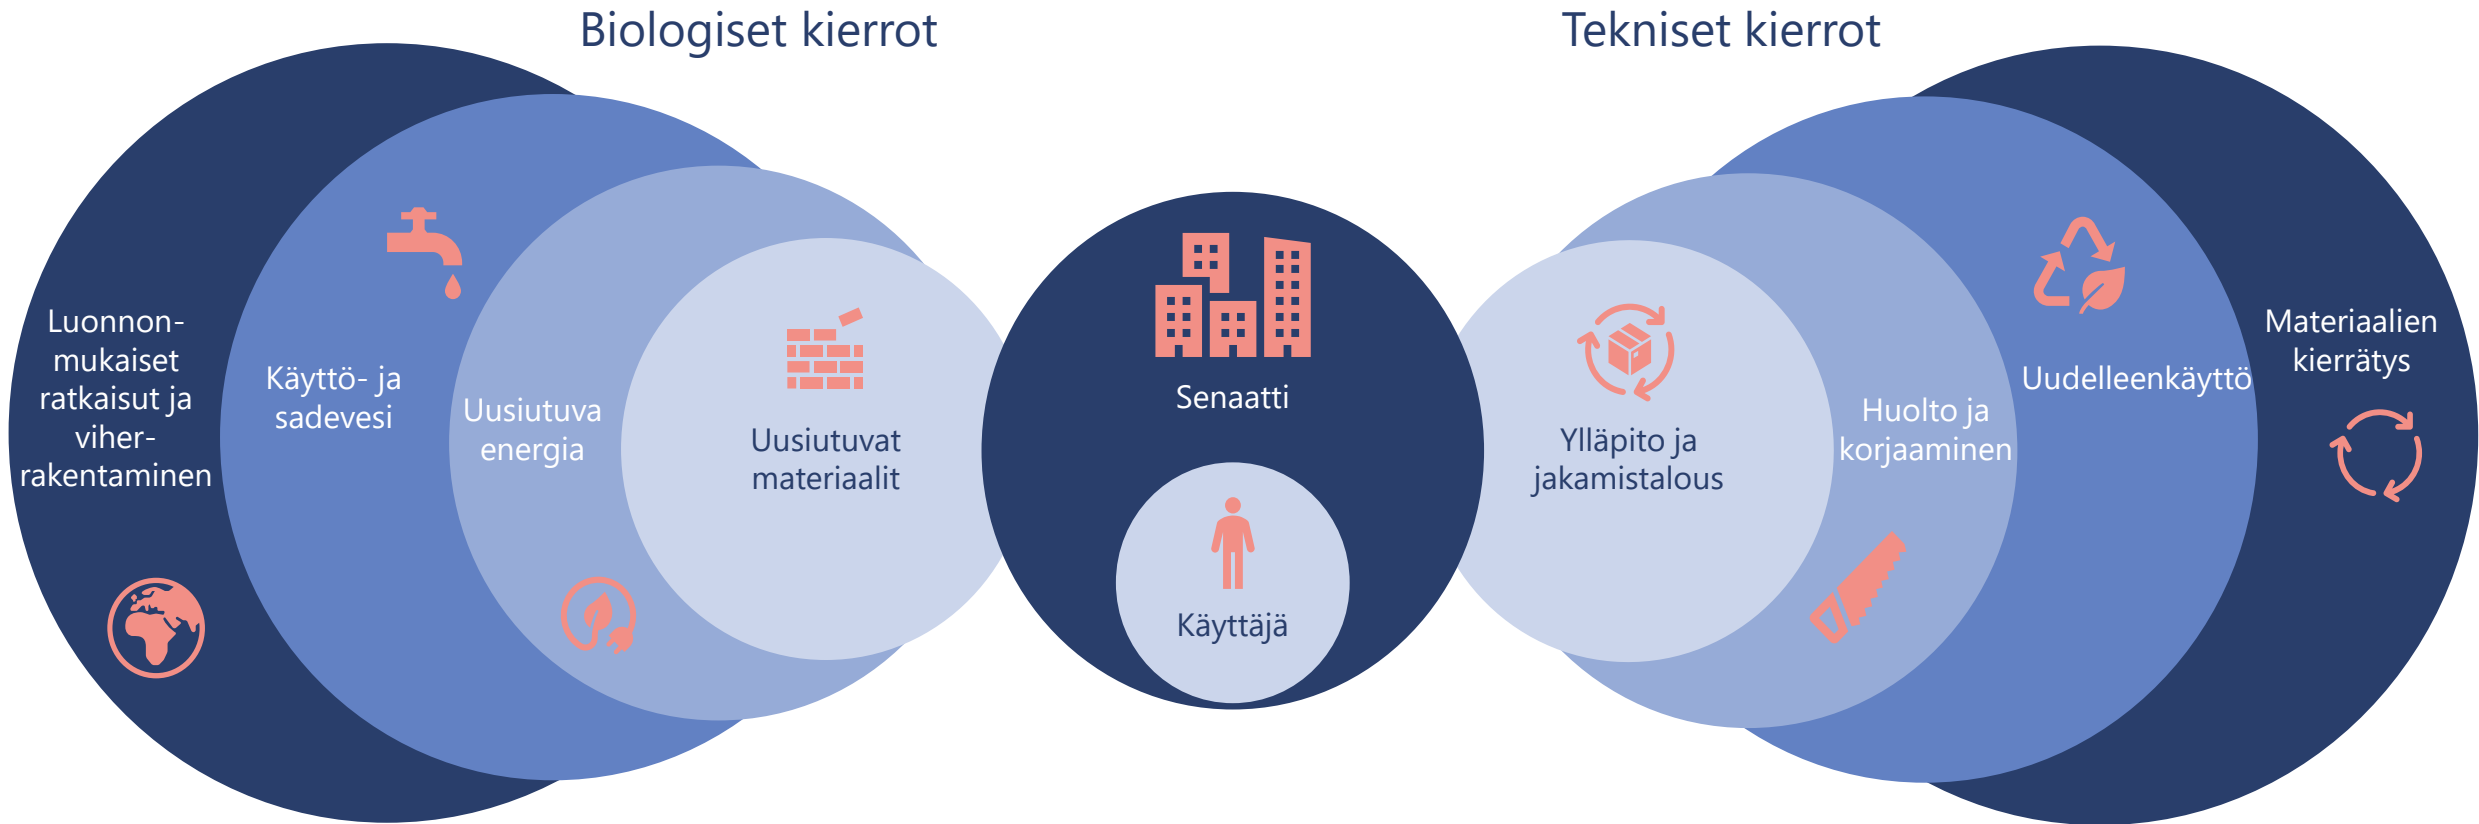 Biologiset kierrot
Tekniset kierrot
Luonnon-
mukaiset
ratkaisut ja
viher-
rakentaminen
Käyttö- ja
sadevesi
Uusiutuva
energia
Uusiutuvat
materiaalit
Senaatti
Käyttäjä
Ylläpito ja
jakamistalous
Huolto ja
korjaaminen
Uudelleenkäyttö
Materiaalien
kierrätys